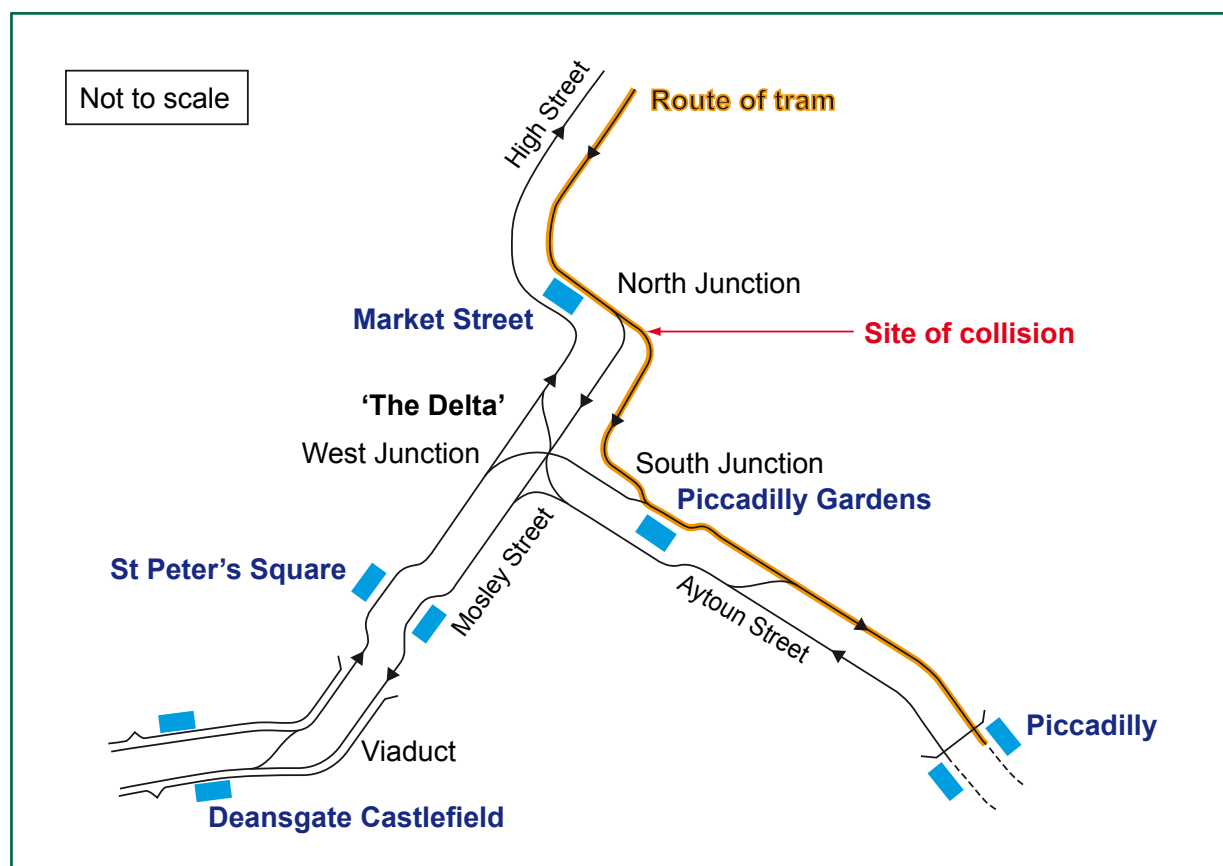 Not to scale
High Street
Route of tram
North Junction
Market Street
Site of collision
‘The Delta’
West Junction
South Junction
Piccadilly Gardens
St Peter’s Square
Mosley Street
Aytoun Street
Piccadilly
Viaduct
Deansgate Castlefield